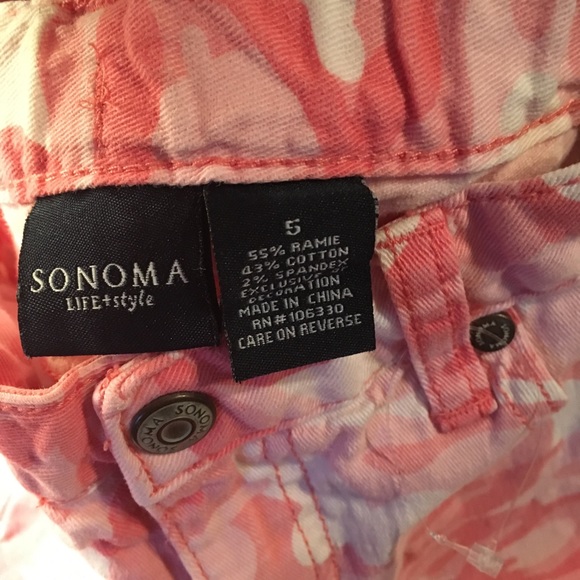 SONOMA
LIFE+style
5
55% RAMIE
43% COTTON
2% SPANDEX
EXCLUSIVE OF
DECORATION
MADE IN CHINA
RN#106330
CARE ON REVERSE
SONOMA SONOMA